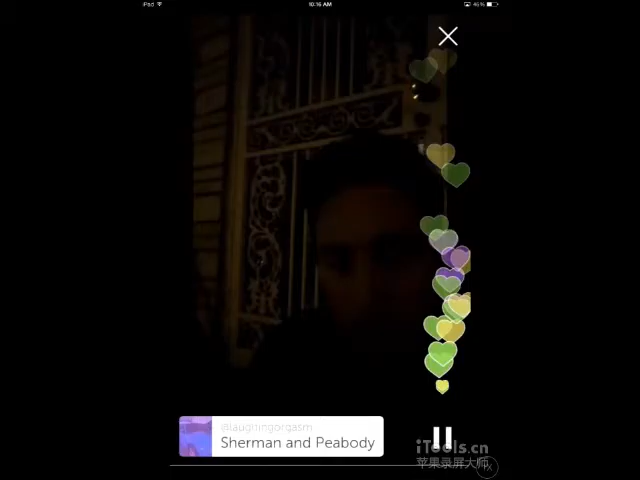 iPad
10:16 AM
46%
@laughingorgasm
Sherman and Peabody
iTools.cn
苹果录屏大师